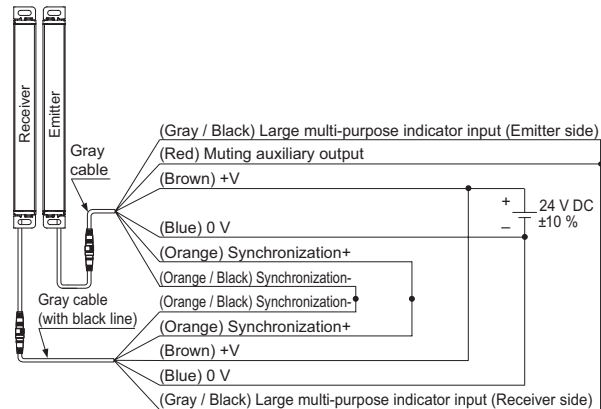 Receiver
Emitter
Gray
cable
(Gray / Black) Large multi-purpose indicator input (Emitter side)
(Red) Muting auxiliary output
(Brown) +V
+
24 V DC
±10 %
–
(Blue) 0 V
(Orange) Synchronization+
(Orange / Black) Synchronization-
Gray cable
(with black line)
(Orange / Black) Synchronization-
(Orange) Synchronization+
(Brown) +V
(Blue) 0 V
(Gray / Black) Large multi-purpose indicator input (Receiver side)